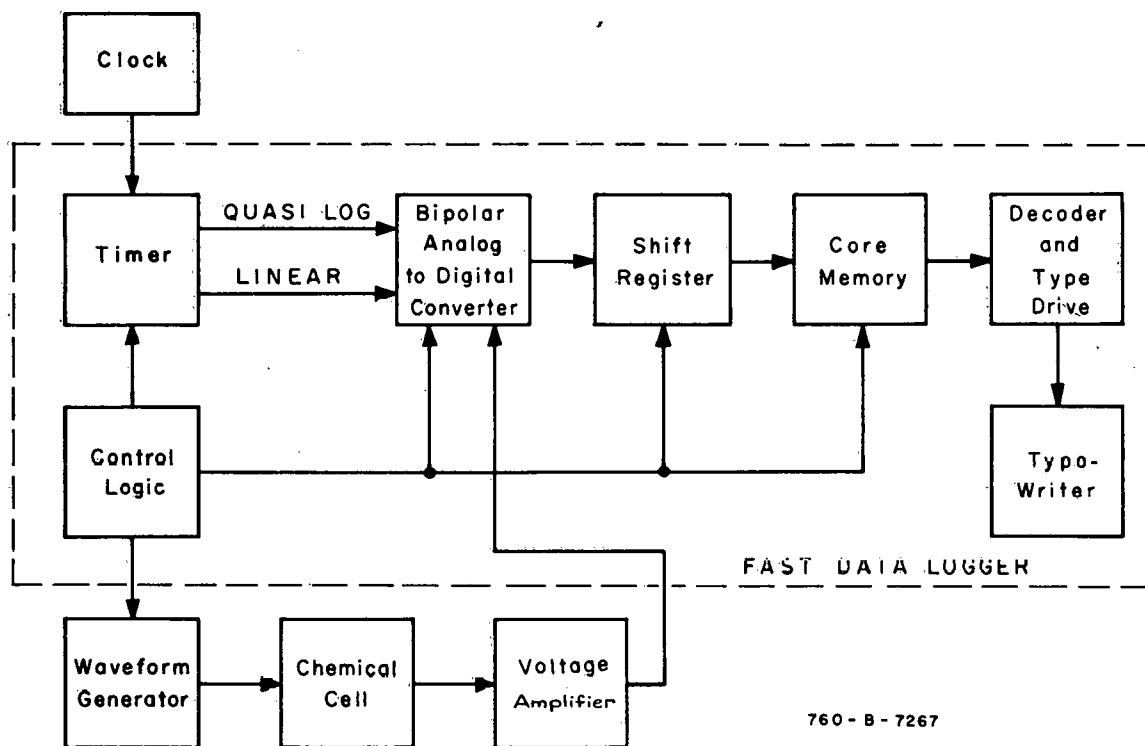 Clock
Timer
QUASI LOG
LINEAR
Bipolar
Analog
to Digital
Converter
Shift
Register
Core
Memory
Decoder
and
Type
Drive
Control
Logic
Typo-
Writer
FAST DATA LOGGER
Waveform
Generator
Chemical
Cell
Voltage
Amplifier
760-B-7267